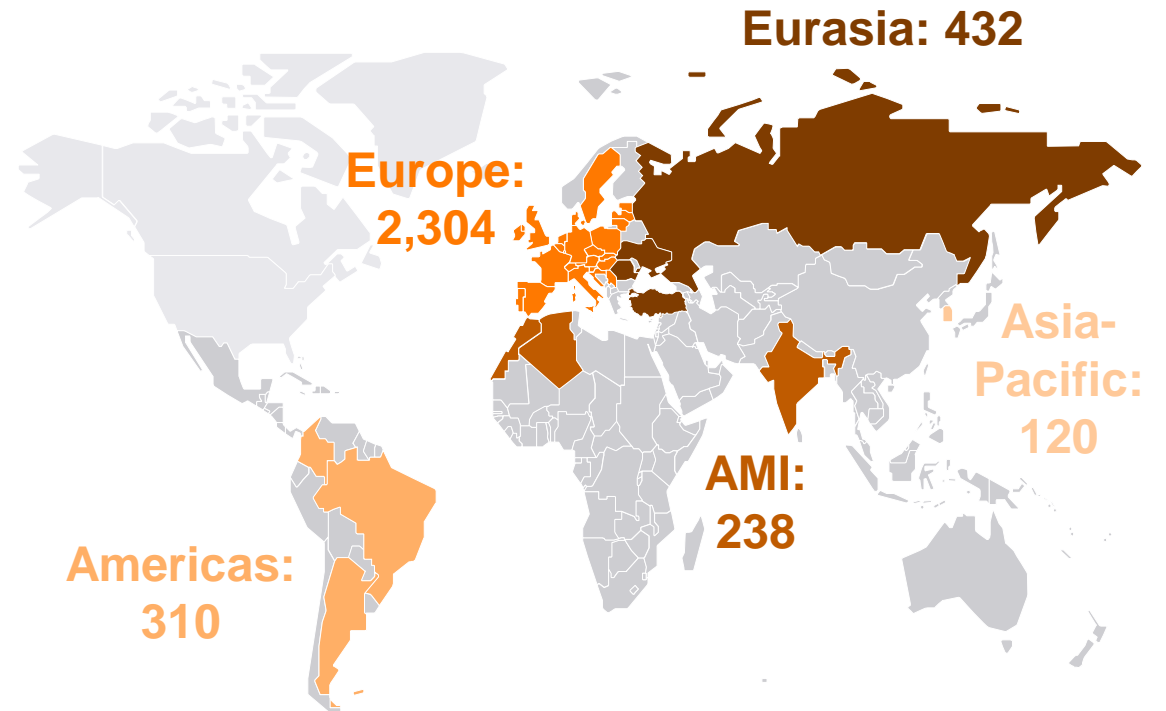 Eurasia: 432
Europe:
2,304
Asia-
Pacific:
120
AMI:
238
Americas:
310